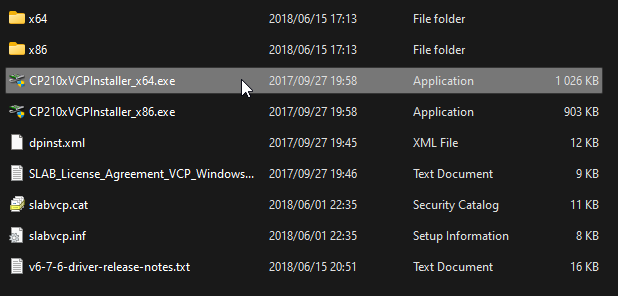 x64 2018/06/15 17:13 File folder
x86 2018/06/15 17:13 File folder
CP210xVCPInstaller_x64.exe 2017/09/27 19:58 Application 1 026 KB
CP210xVCPInstaller_x86.exe 2017/09/27 19:58 Application 903 KB
dpinst.xml 2017/09/27 19:45 XML File 12 KB
SLAB_License_Agreement_VCP_Windows... 2017/09/27 19:46 Text Document 9 KB
slabvcp.cat 2018/06/01 22:35 Security Catalog 11 KB
slabvcp.inf 2018/06/01 22:35 Setup Information 8 KB
v6-7-6-driver-release-notes.txt 2018/06/15 20:51 Text Document 16 KB